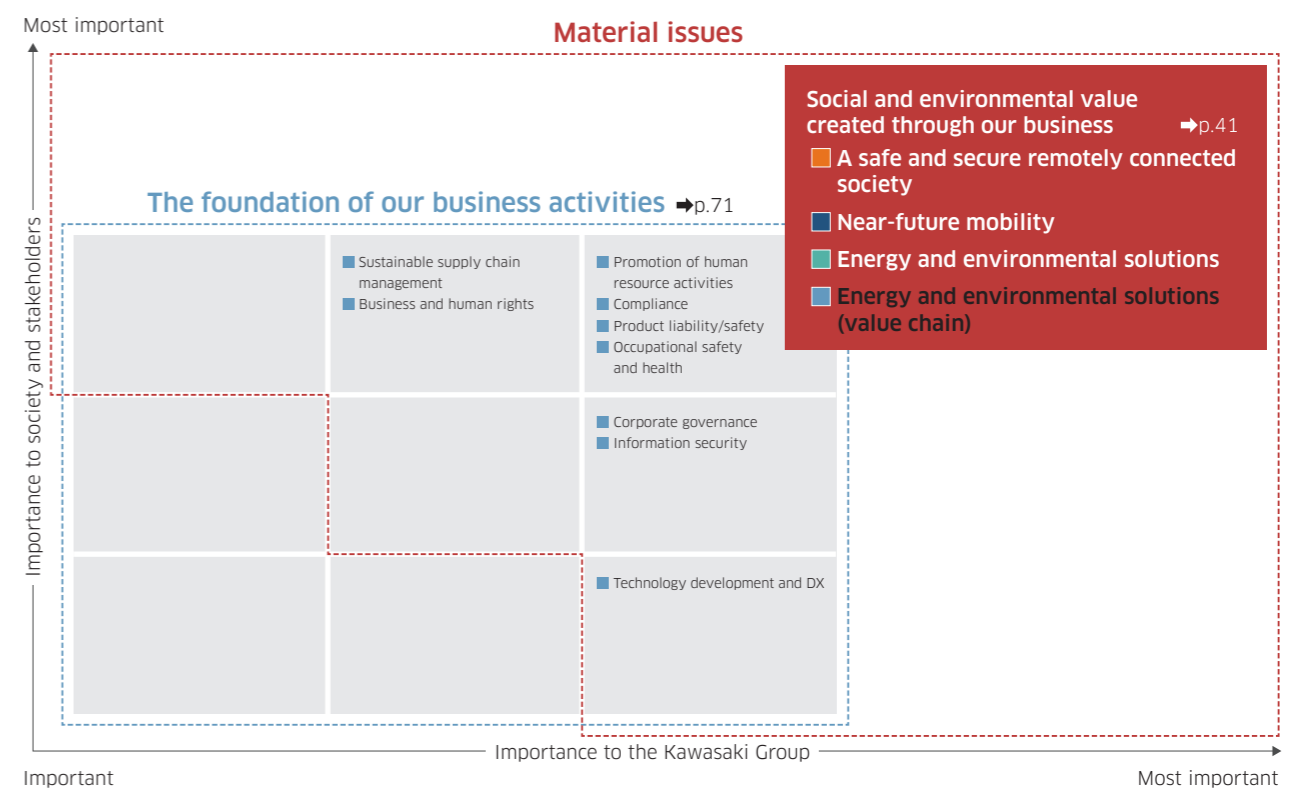 Most important
Material issues
Social and environmental value
created through our business ➡p.41
A safe and secure remotely connected
society
Near-future mobility
Energy and environmental solutions
Energy and environmental solutions
(value chain)
The foundation of our business activities ➡p.71
Sustainable supply chain
management
Business and human rights
Promotion of human
resource activities
Compliance
Product liability/safety
Occupational safety
and health
Corporate governance
Information security
Technology development and DX
Importance to society and stakeholders
Importance to the Kawasaki Group
Important
Most important